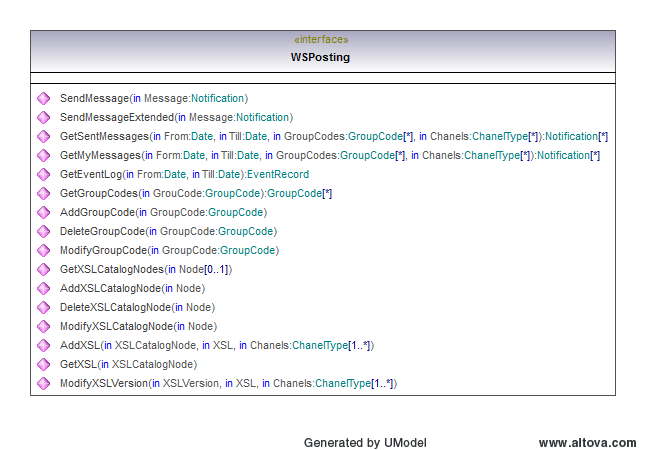 «interface»
WSPosting
SendMessage(in Message:Notification)
SendMessageExtended(in Message:Notification)
GetSentMessages(in From:Date, in Till:Date, in GroupCodes:GroupCode[*], in Chanels:ChanelType[*]):Notification[*]
GetMyMessages(in Form:Date, in Till:Date, in GroupCodes:GroupCode[*], in Chanels:ChanelType[*]):Notification[*]
GetEventLog(in From:Date, in Till:Date):EventRecord
GetGroupCodes(in GrouCode:GroupCode):GroupCode[*]
AddGroupCode(in GroupCode:GroupCode)
DeleteGroupCode(in GroupCode:GroupCode)
ModifyGroupCode(in GroupCode:GroupCode)
GetXSLCatalogNodes(in Node[0..1])
AddXSLCatalogNode(in Node)
DeleteXSLCatalogNode(in Node)
ModifyXSLCatalogNode(in Node)
AddXSL(in XSLCatalogNode, in XSL, in Chanels:ChanelType[1..*])
GetXSL(in XSLCatalogNode)
ModifyXSLVersion(in XSLVersion, in XSL, in Chanels:ChanelType[1..*])
Generated by UModel www.altova.com